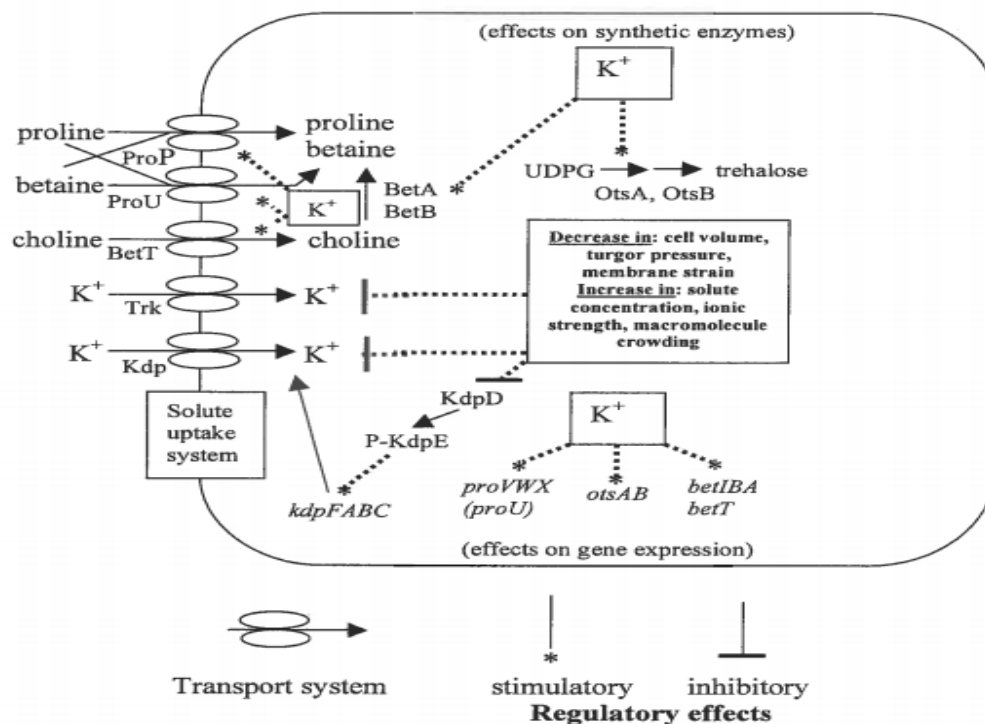 (effects on synthetic enzymes)
K+
proline
proline
betaine
ProP
UDPG
trehalose
betaine
BetA
OtsA, OtsB
ProU
K+
BetB
choline
choline
BetT
Decrease in: cell volume,
turgor pressure,
membrane strain
Increase in: solute
concentration, ionic
strength, macromolecule
crowding
K+
K+
Trk
K+
K+
Kdp
KdpD
K+
Solute
uptake
system
P-KdpE
kdpFABC
proVWX
(proU)
otsAB
betIBA
betT
(effects on gene expression)
Transport system
stimulatory
inhibitory
Regulatory effects